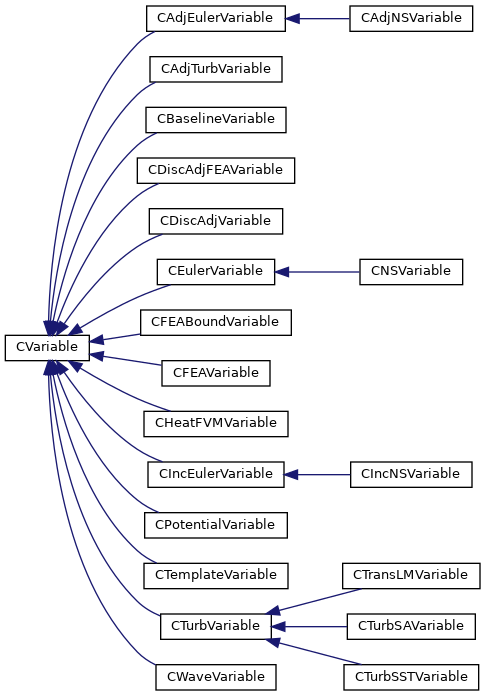 CAdjEulerVariable
CAdjNSVariable
CAdjTurbVariable
CBaselineVariable
CDiscAdjFEAVariable
CDiscAdjVariable
CEulerVariable
CNSVariable
CFEABoundVariable
CVariable
CFEAVariable
CHeatFVMVariable
CIncEulerVariable
CIncNSVariable
CPotentialVariable
CTemplateVariable
CTransLMVariable
CTurbVariable
CTurbSAVariable
CWaveVariable
CTurbSSTVariable